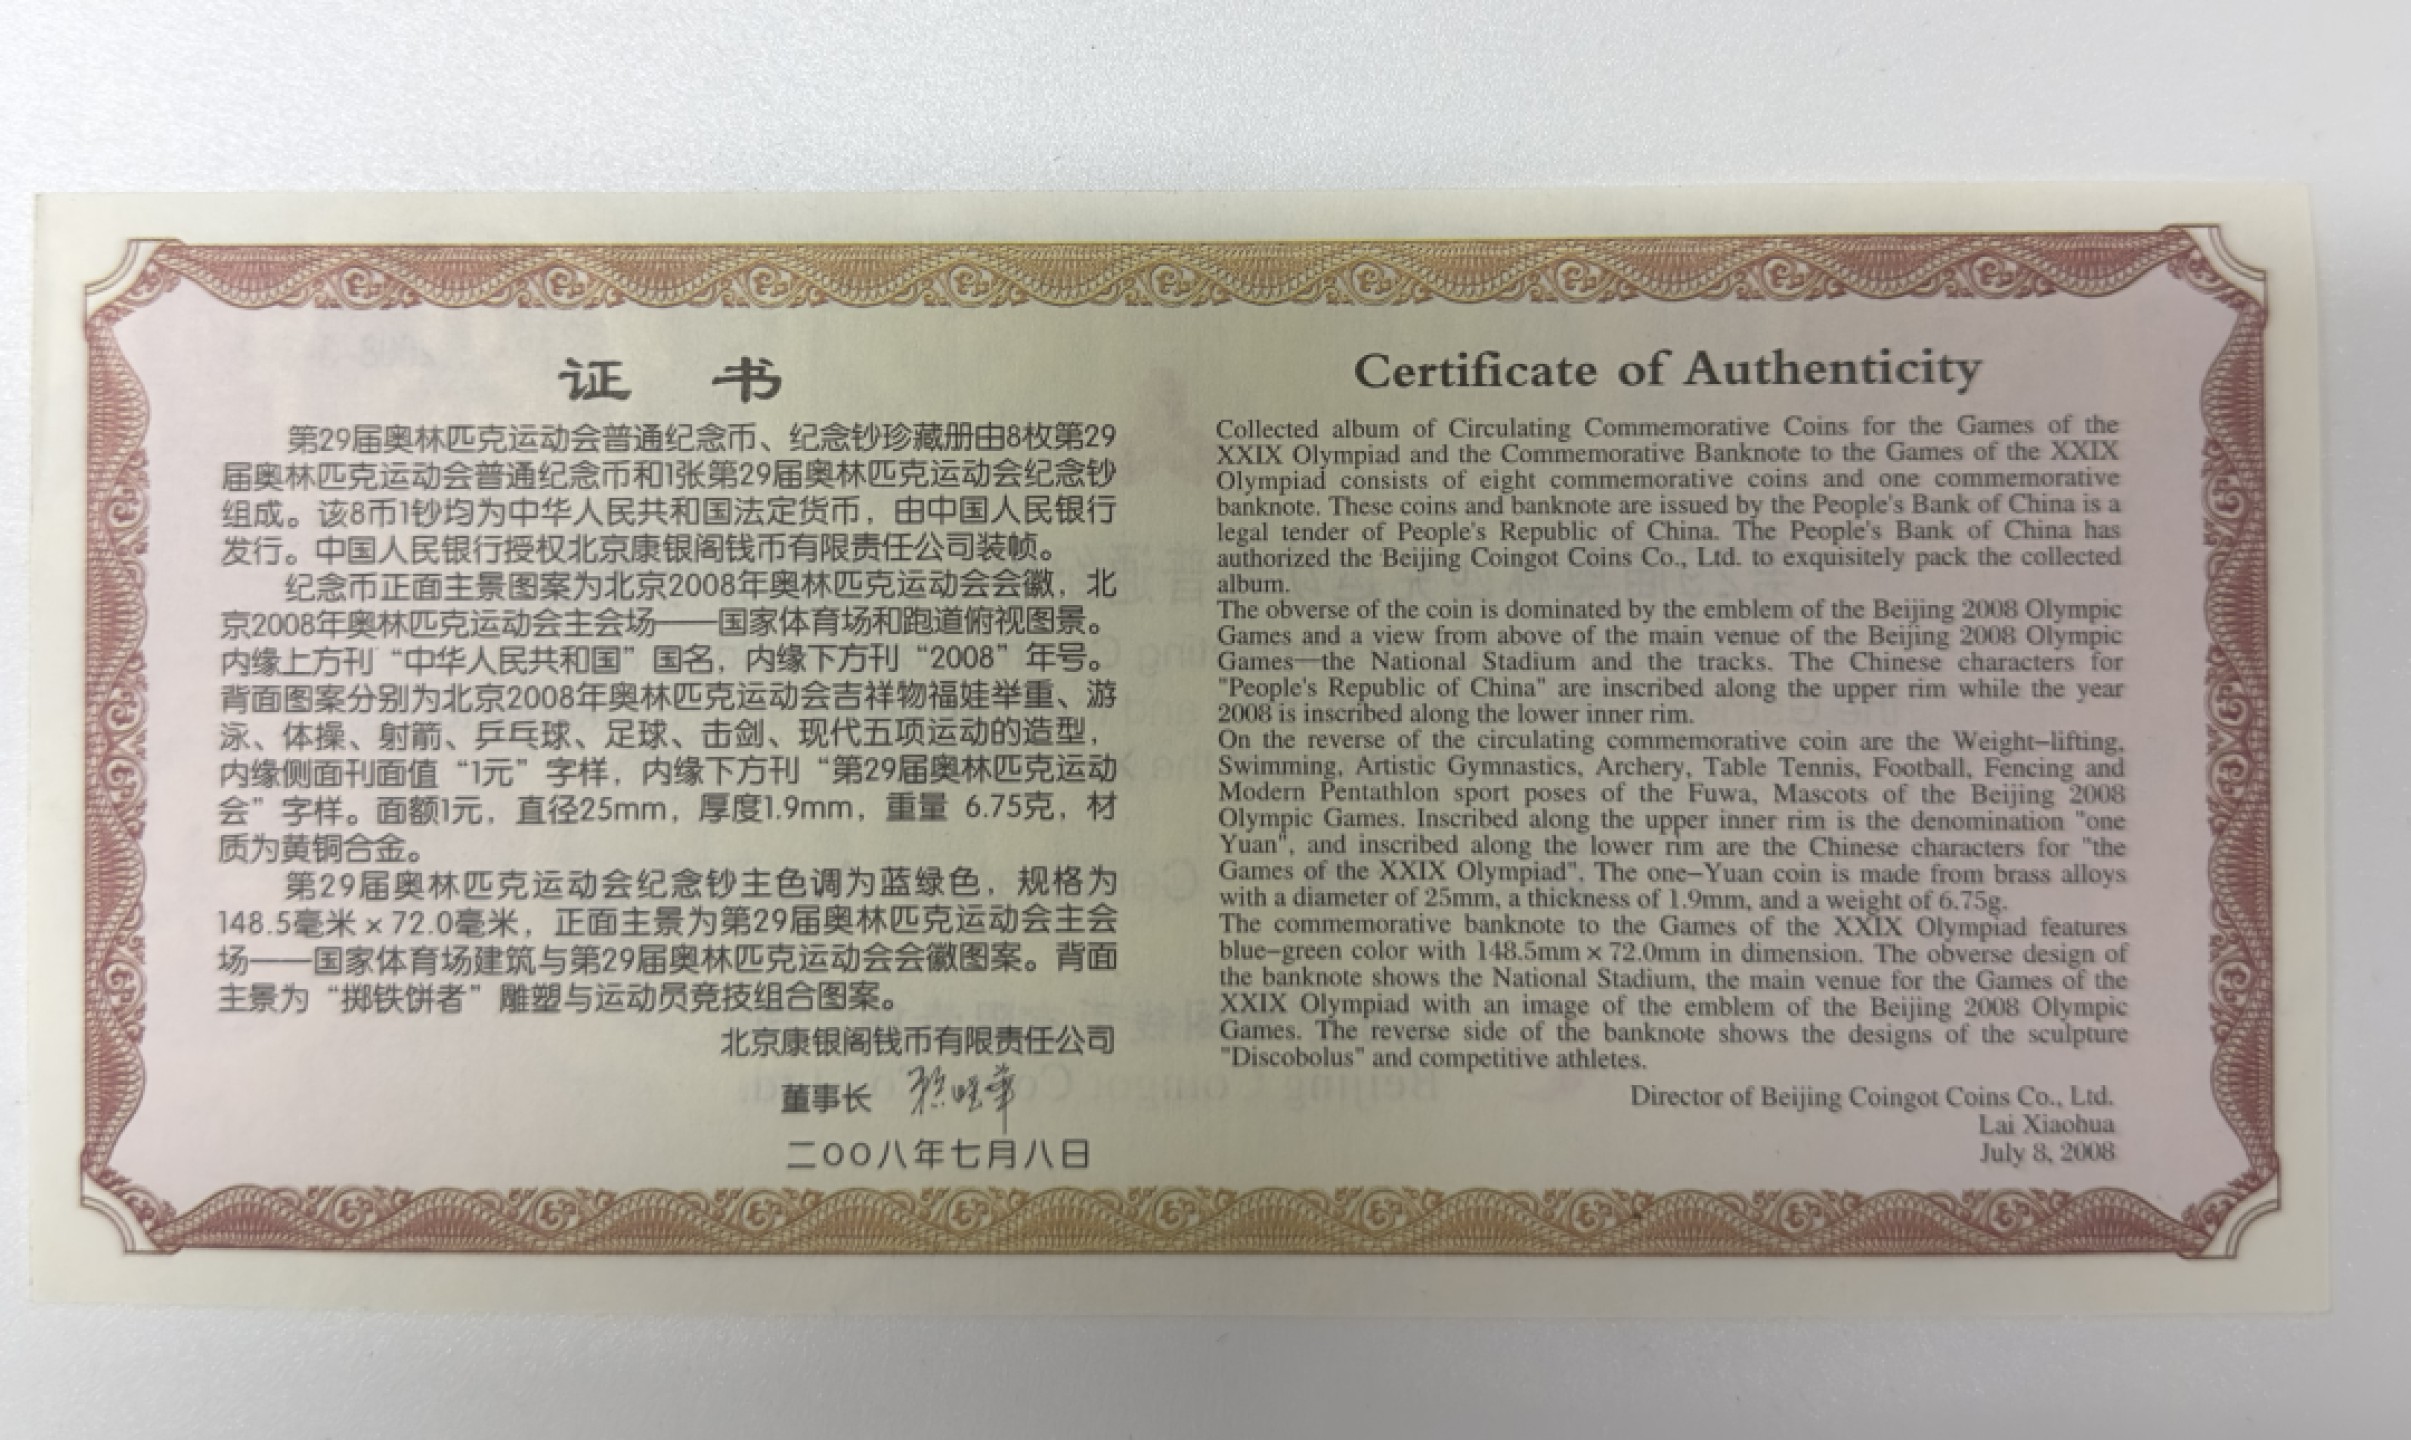 证 书
第29届奥林匹克运动会普通纪念币、纪念钞珍藏册由8枚第29
届奥林匹克运动会普通纪念币和1张第29届奥林匹克运动会纪念钞
组成。该8币1钞均为中华人民共和国法定货币，由中国人民银行
发行。中国人民银行授权北京康银阁钱币有限责任公司装帧。
纪念币正面主景图案为北京2008年奥林匹克运动会会徽，北
京2008年奥林匹克运动会主会场——国家体育场和跑道俯视图景。
内缘上方刊“中华人民共和国”国名，内缘下方刊“2008”年号。
背面图案分别为北京2008年奥林匹克运动会吉祥物福娃举重、游
泳、体操、射箭、乒乓球、足球、击剑、现代五项运动的造型，
内缘侧面刊面值“1元”字样，内缘下方刊“第29届奥林匹克运动
会”字样。面额1元，直径25mm，厚度1.9mm，重量 6.75克，材
质为黄铜合金。
第29届奥林匹克运动会纪念钞主色调为蓝绿色，规格为
148.5毫米×72.0毫米，正面主景为第29届奥林匹克运动会主会
场——国家体育场建筑与第29届奥林匹克运动会会徽图案。背面
主景为“掷铁饼者”雕塑与运动员竞技组合图案。
北京康银阁钱币有限责任公司
董事长
二〇〇八年七月八日
Certificate of Authenticity
Collected album of Circulating Commemorative Coins for the Games of the
XXIX Olympiad and the Commemorative Banknote to the Games of the XXIX
Olympiad consists of eight commemorative coins and one commemorative
banknote. These coins and banknote are issued by the People's Bank of China is a
legal tender of People's Republic of China. The People's Bank of China has
authorized the Beijing Coingot Coins Co., Ltd. to exquisitely pack the collected
album.
The obverse of the coin is dominated by the emblem of the Beijing 2008 Olympic
Games and a view from above of the main venue of the Beijing 2008 Olympic
Games—the National Stadium and the tracks. The Chinese characters for
"People's Republic of China" are inscribed along the upper rim while the year
2008 is inscribed along the lower inner rim.
On the reverse of the circulating commemorative coin are the Weight–lifting,
Swimming, Artistic Gymnastics, Archery, Table Tennis, Football, Fencing and
Modern Pentathlon sport poses of the Fuwa, Mascots of the Beijing 2008
Olympic Games. Inscribed along the upper inner rim is the denomination "one
Yuan", and inscribed along the lower rim are the Chinese characters for "the
Games of the XXIX Olympiad". The one–Yuan coin is made from brass alloys
with a diameter of 25mm, a thickness of 1.9mm, and a weight of 6.75g.
The commemorative banknote to the Games of the XXIX Olympiad features
blue–green color with 148.5mm×72.0mm in dimension. The obverse design of
the banknote shows the National Stadium, the main venue for the Games of the
XXIX Olympiad with an image of the emblem of the Beijing 2008 Olympic
Games. The reverse side of the banknote shows the designs of the sculpture
"Discobolus" and competitive athletes.
Director of Beijing Coingot Coins Co., Ltd.
Lai Xiaohua
July 8, 2008